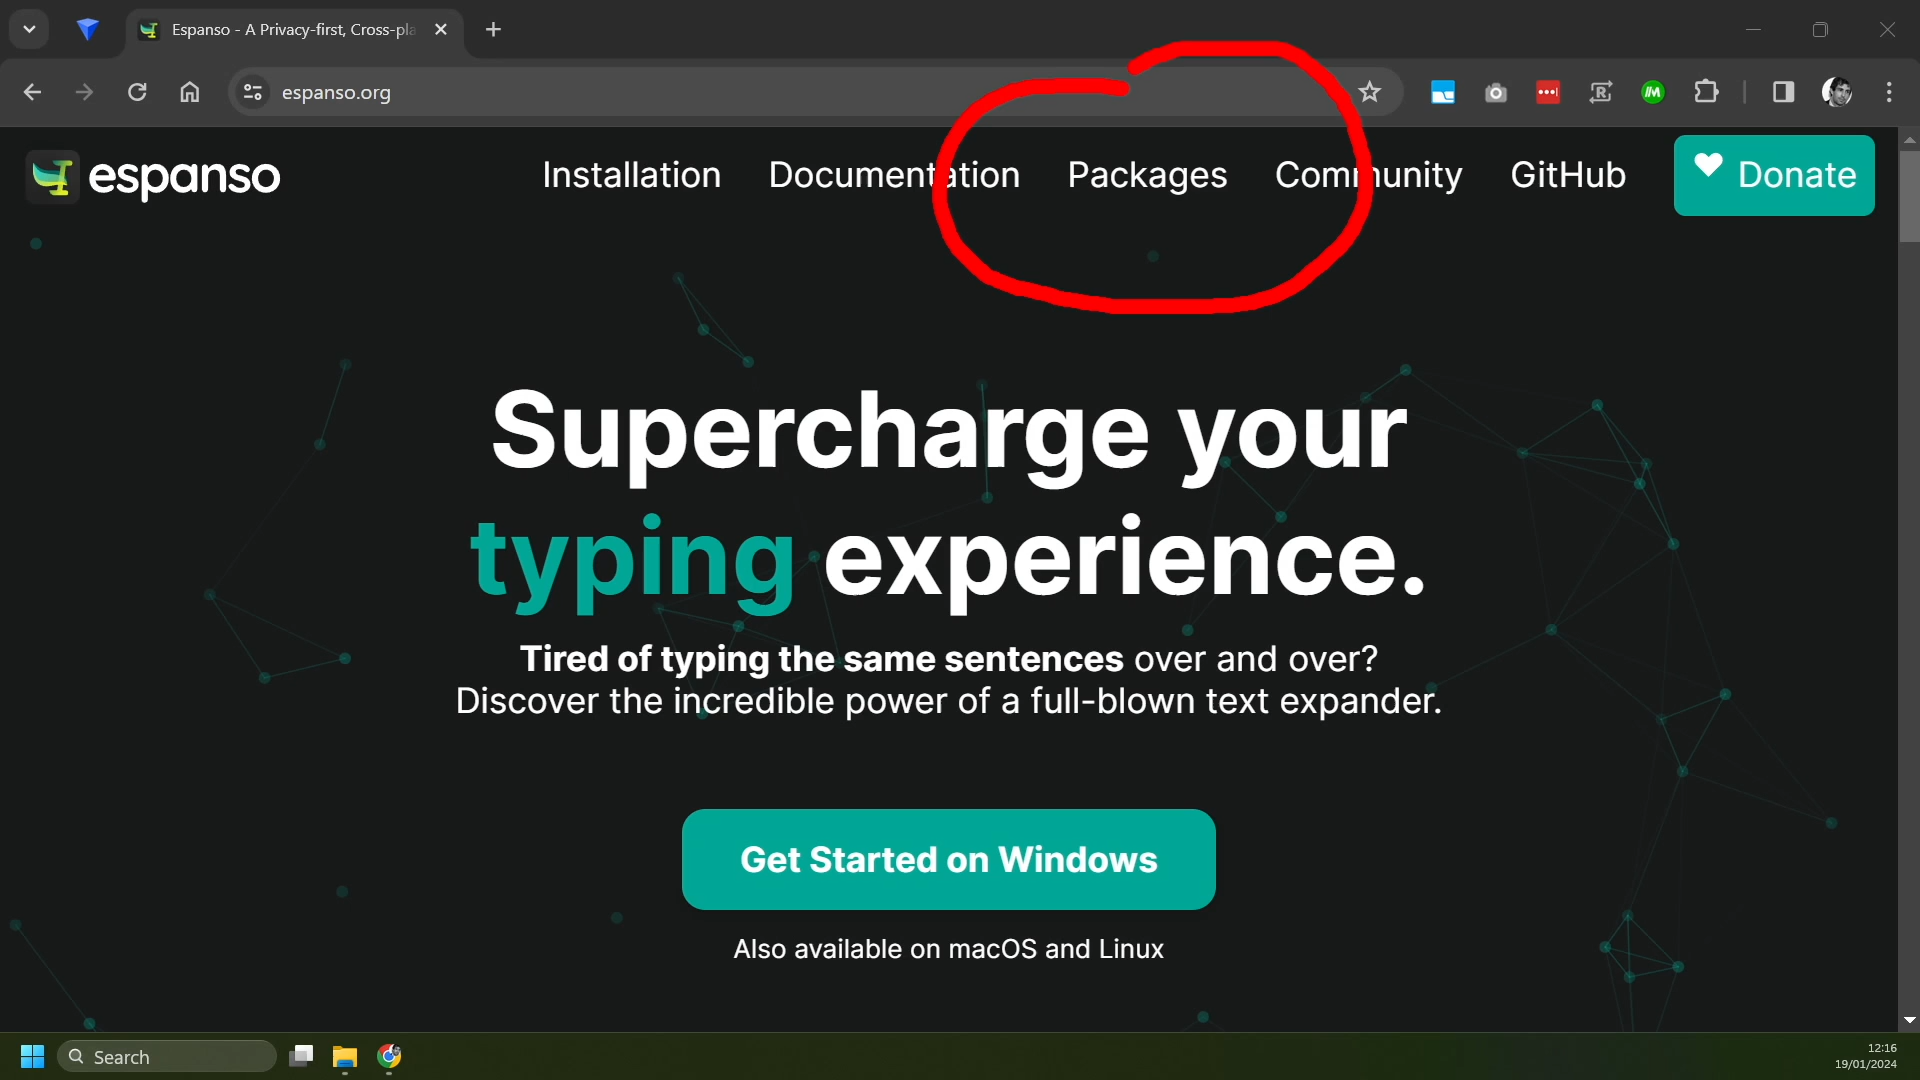 Espanso - A Privacy-first, Cross-pla
espanso.org
espanso
Installation Documentation Packages Community GitHub Donate
Supercharge your
typing experience.
Tired of typing the same sentences over and over?
Discover the incredible power of a full-blown text expander.
Get Started on Windows
Also available on macOS and Linux
Search
12:16
19/01/2024